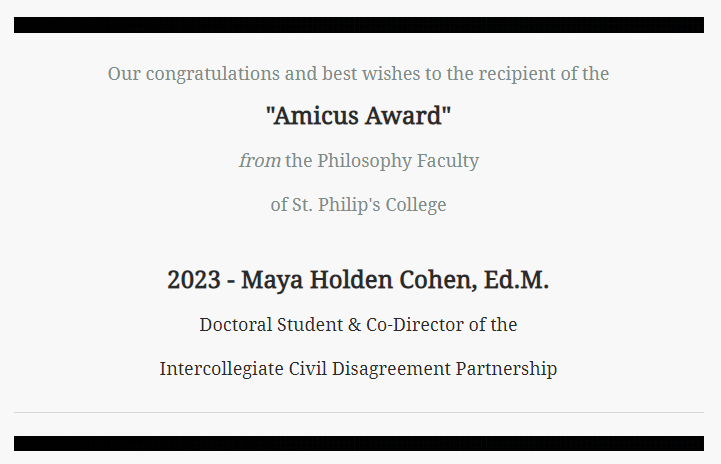 Our congratulations and best wishes to the recipient of the
"Amicus Award"
from the Philosophy Faculty
of St. Philip's College
2023 - Maya Holden Cohen, Ed.M.
Doctoral Student & Co-Director of the
Intercollegiate Civil Disagreement Partnership